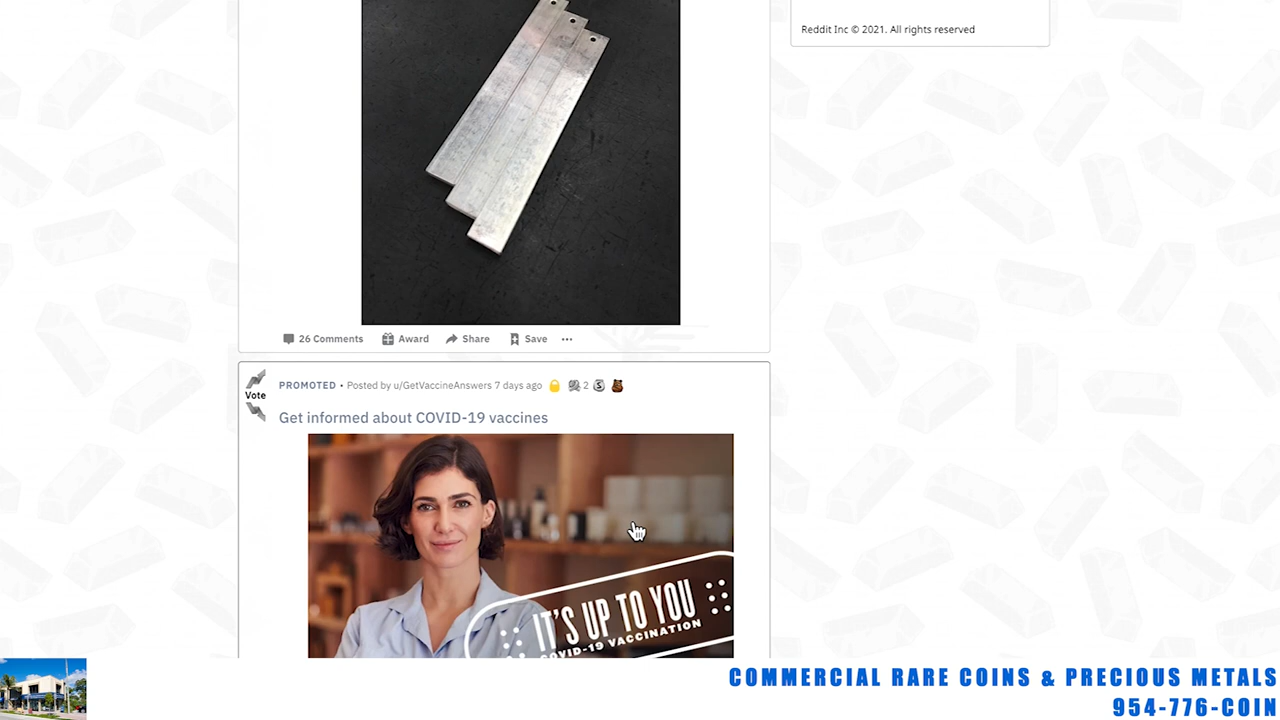 Reddit Inc © 2021. All rights reserved
26 Comments Award Share Save
PROMOTED • Posted by u/GetVaccineAnswers 7 days ago 2
Vote
Get informed about COVID-19 vaccines
IT'S UP TO YOU
COVID-19 VACCINATION
COMMERCIAL RARE COINS & PRECIOUS METALS
954-776-COIN